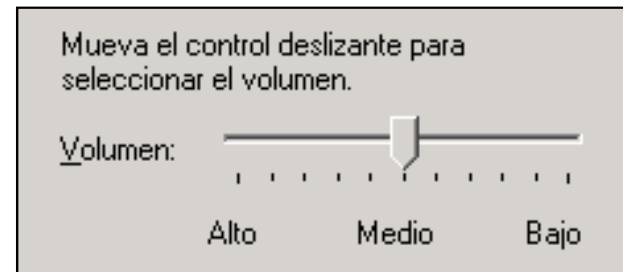 Mueva el control deslizante para
seleccionar el volumen.
Volumen:
Alto Medio Bajo